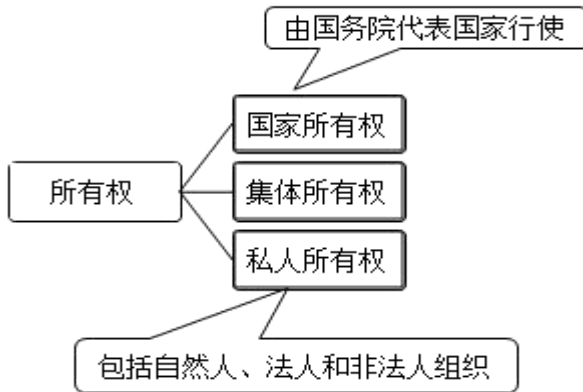 由国务院代表国家行使
国家所有权
所有权
集体所有权
私人所有权
包括自然人、法人和非法人组织